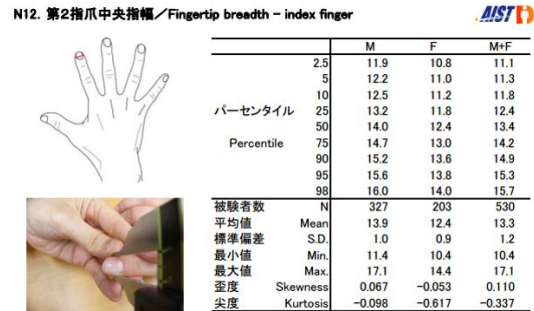 N12. 第2指爪中央指幅／Fingertip breadth - index finger
AIST
M F M+F
2.5 11.9 10.8 11.1
5 12.2 11.0 11.3
10 12.5 11.2 11.8
パーセンタイル 25 13.2 11.8 12.4
50 14.0 12.4 13.4
Percentile 75 14.7 13.0 14.2
90 15.2 13.6 14.9
95 15.6 13.8 15.3
98 16.0 14.0 15.7
被験者数 N 327 203 530
平均値 Mean 13.9 12.4 13.3
標準偏差 S.D. 1.0 0.9 1.2
最小値 Min. 11.4 10.4 10.4
最大値 Max. 17.1 14.4 17.1
歪度 Skewness 0.067 -0.053 0.110
尖度 Kurtosis -0.098 -0.617 -0.337